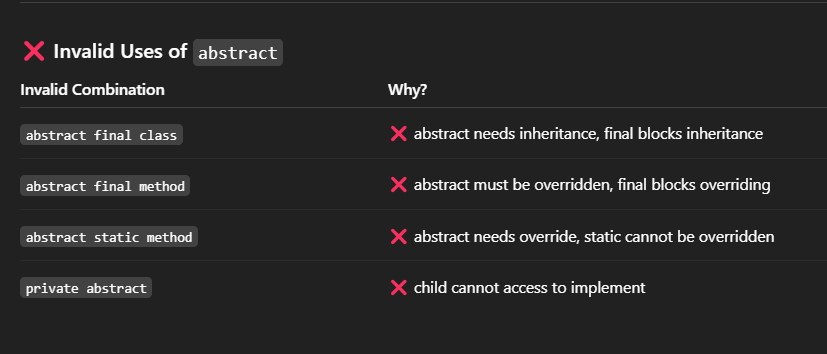 ❌ Invalid Uses of abstract
Invalid Combination Why?
abstract final class ❌ abstract needs inheritance, final blocks inheritance
abstract final method ❌ abstract must be overridden, final blocks overriding
abstract static method ❌ abstract needs override, static cannot be overridden
private abstract ❌ child cannot access to implement